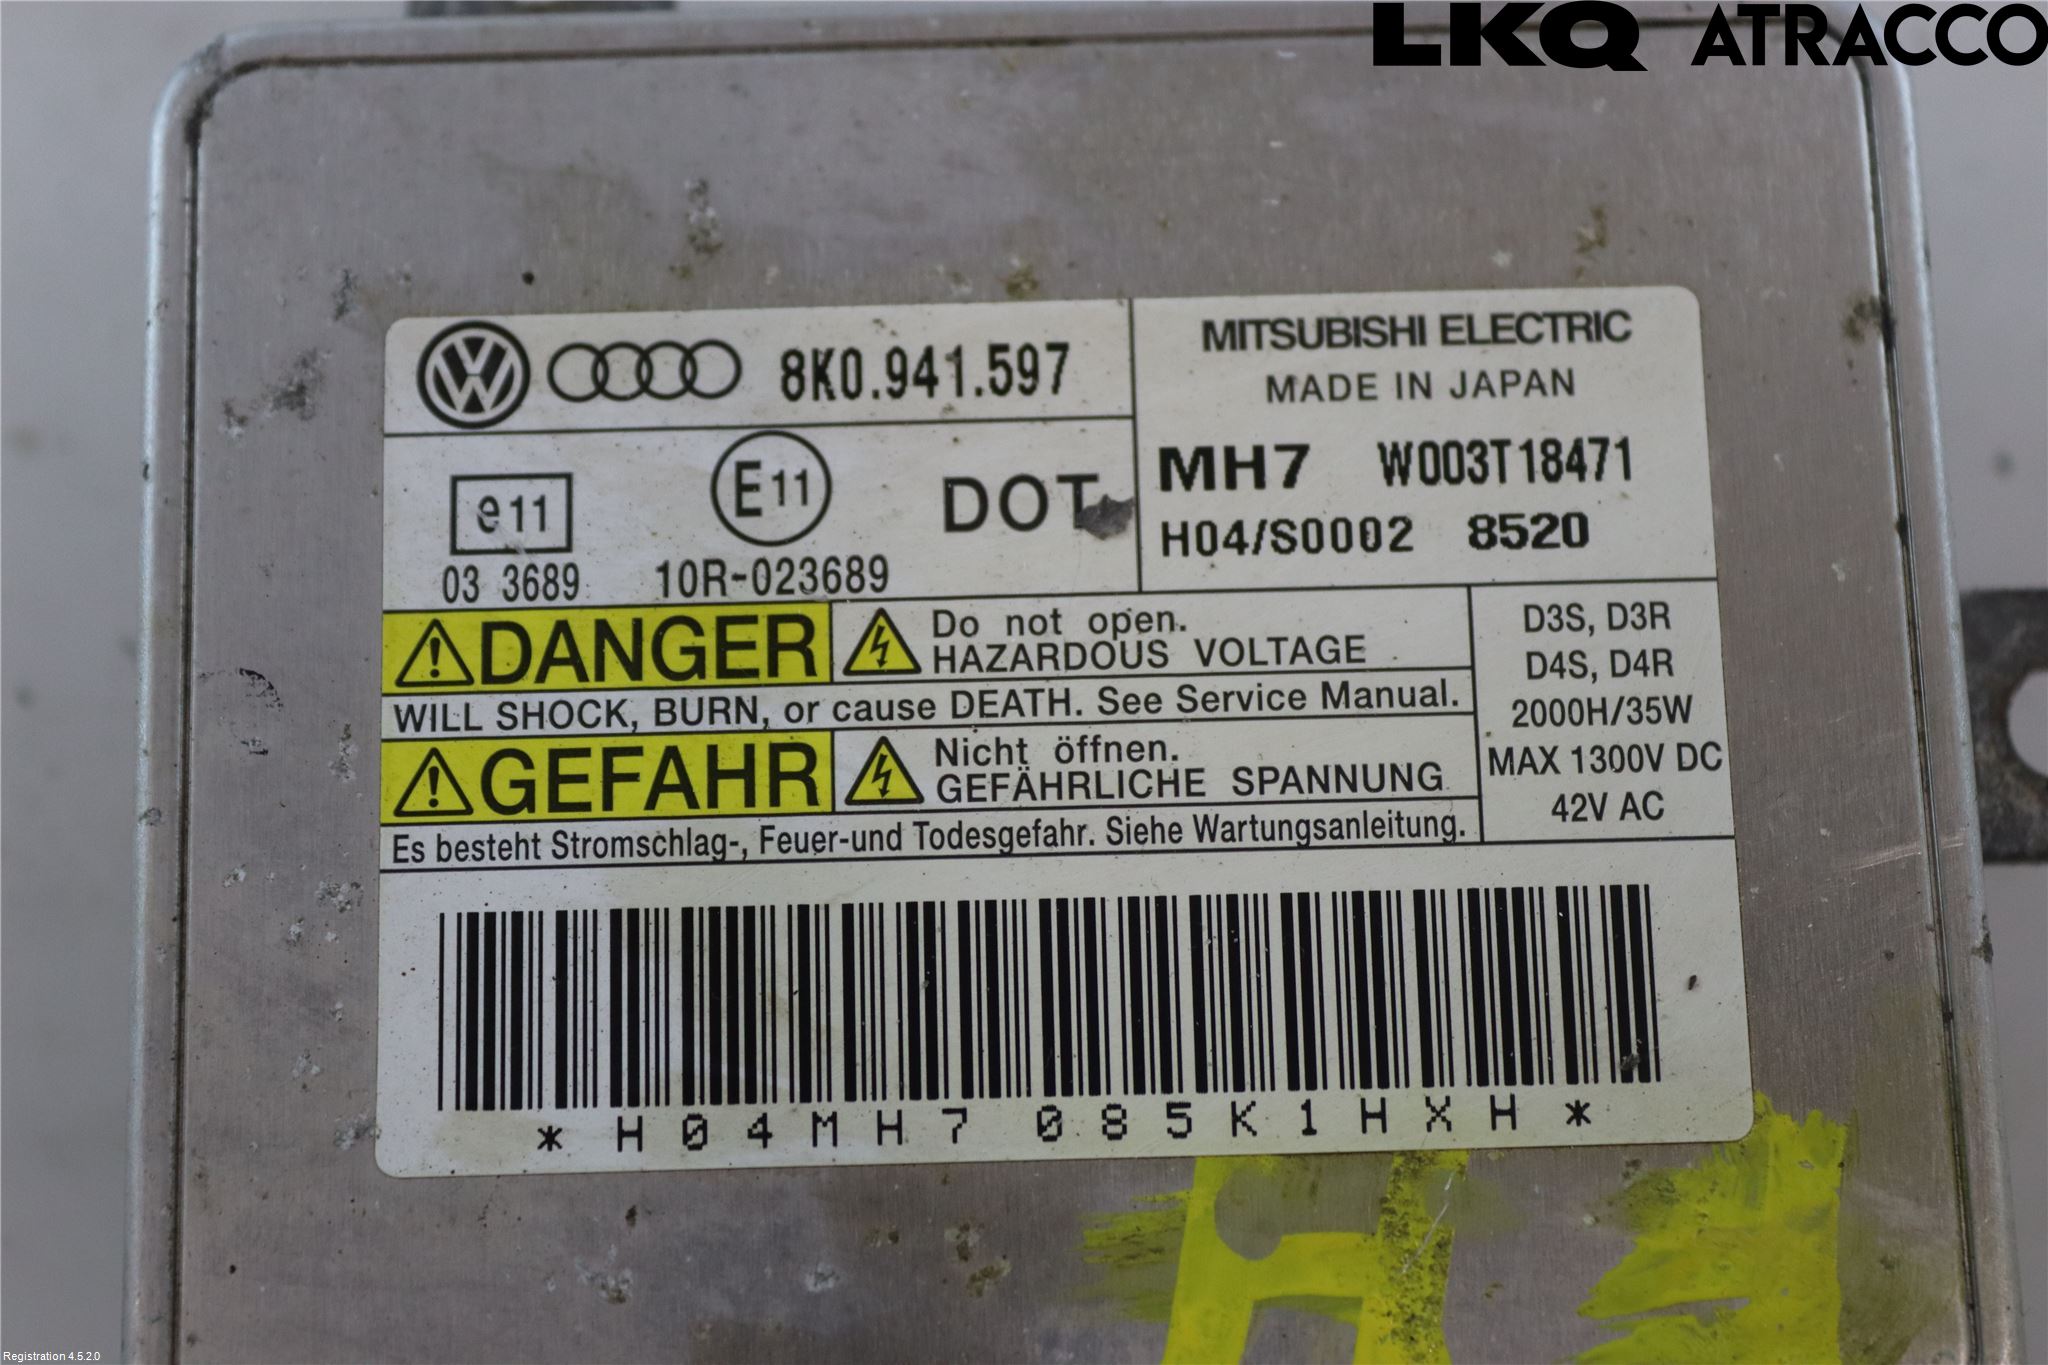 LKQ ATRACCO
8K0.941.597
MITSUBISHI ELECTRIC
MADE IN JAPAN
e11
E11
DOT
MH7 W003T18471
03 3689
10R-023689
H04/S0002 8520
DANGER
Do not open.
HAZARDOUS VOLTAGE
WILL SHOCK, BURN, or cause DEATH. See Service Manual.
GEFAHR
Nicht öffnen.
GEFÄHRLICHE SPANNUNG
Es besteht Stromschlag-, Feuer-und Todesgefahr. Siehe Wartungsanleitung.
D3S, D3R
D4S, D4R
2000H/35W
MAX 1300V DC
42V AC
*H04MH7085K1HXH*
Registration 4.5.2.0